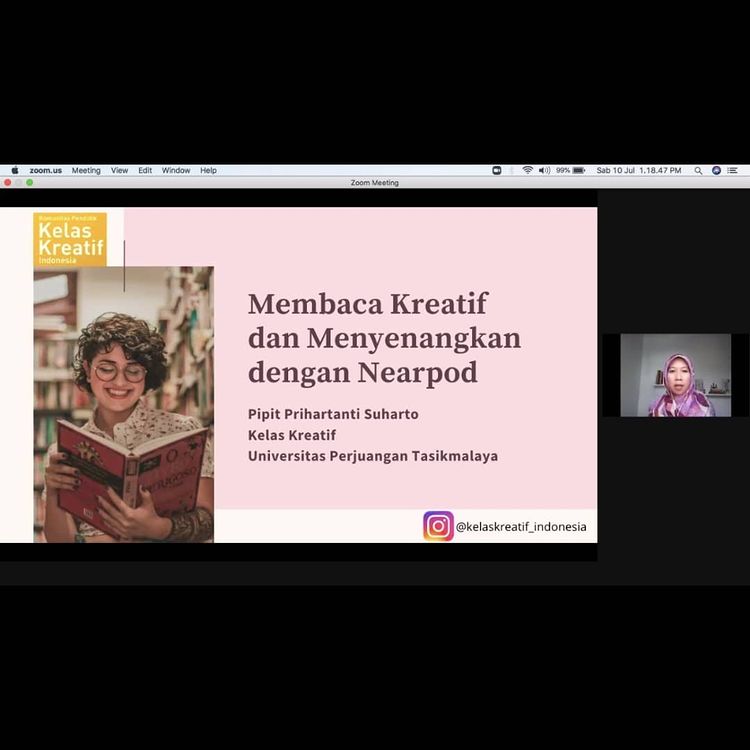 zoom.us Meeting View Edit Window Help 99% Sab 10 Jul 1.18.47 PM
Zoom Meeting
Komunitas Pendidik
Kelas
Kreatif
Indonesia
Membaca Kreatif
dan Menyenangkan
dengan Nearpod
Pipit Prihartanti Suharto
Kelas Kreatif
Universitas Perjuangan Tasikmalaya
@kelaskreatif_indonesia